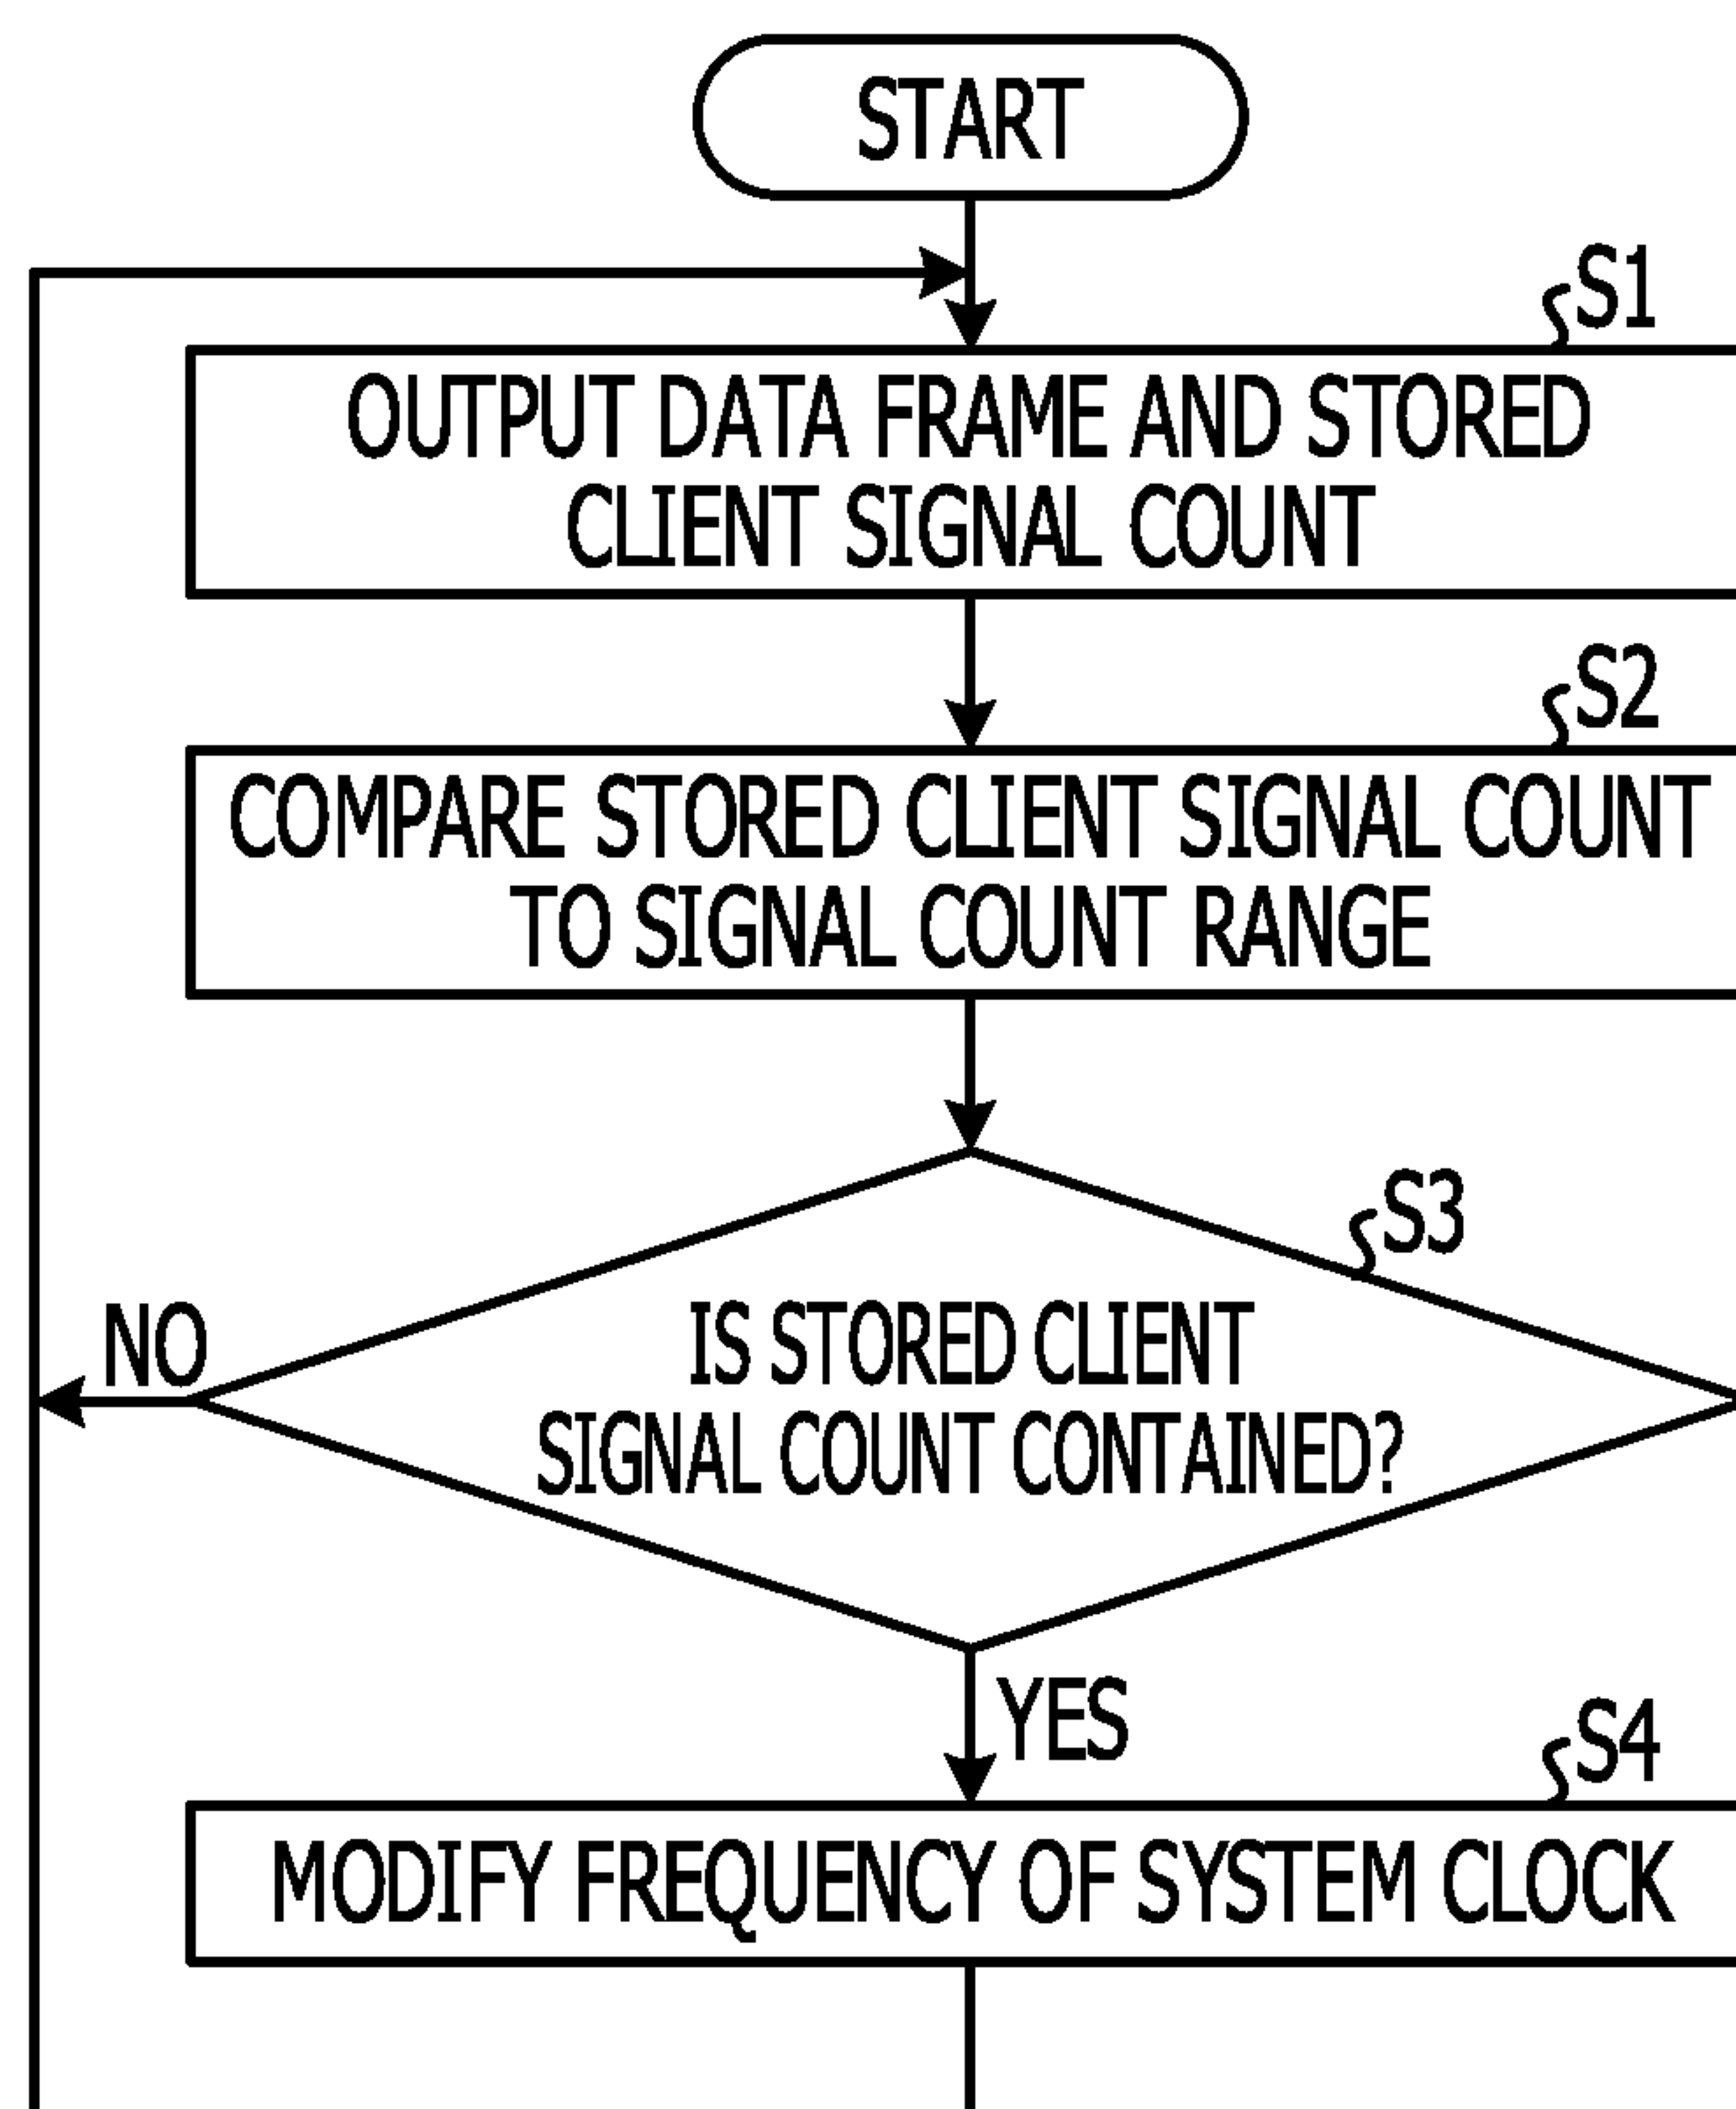 START
S1
OUTPUT DATA FRAME AND STORED
CLIENT SIGNAL COUNT
S2
COMPARE STORED CLIENT SIGNAL COUNT
TO SIGNAL COUNT RANGE
S3
NO
IS STORED CLIENT
SIGNAL COUNT CONTAINED?
YES
S4
MODIFY FREQUENCY OF SYSTEM CLOCK